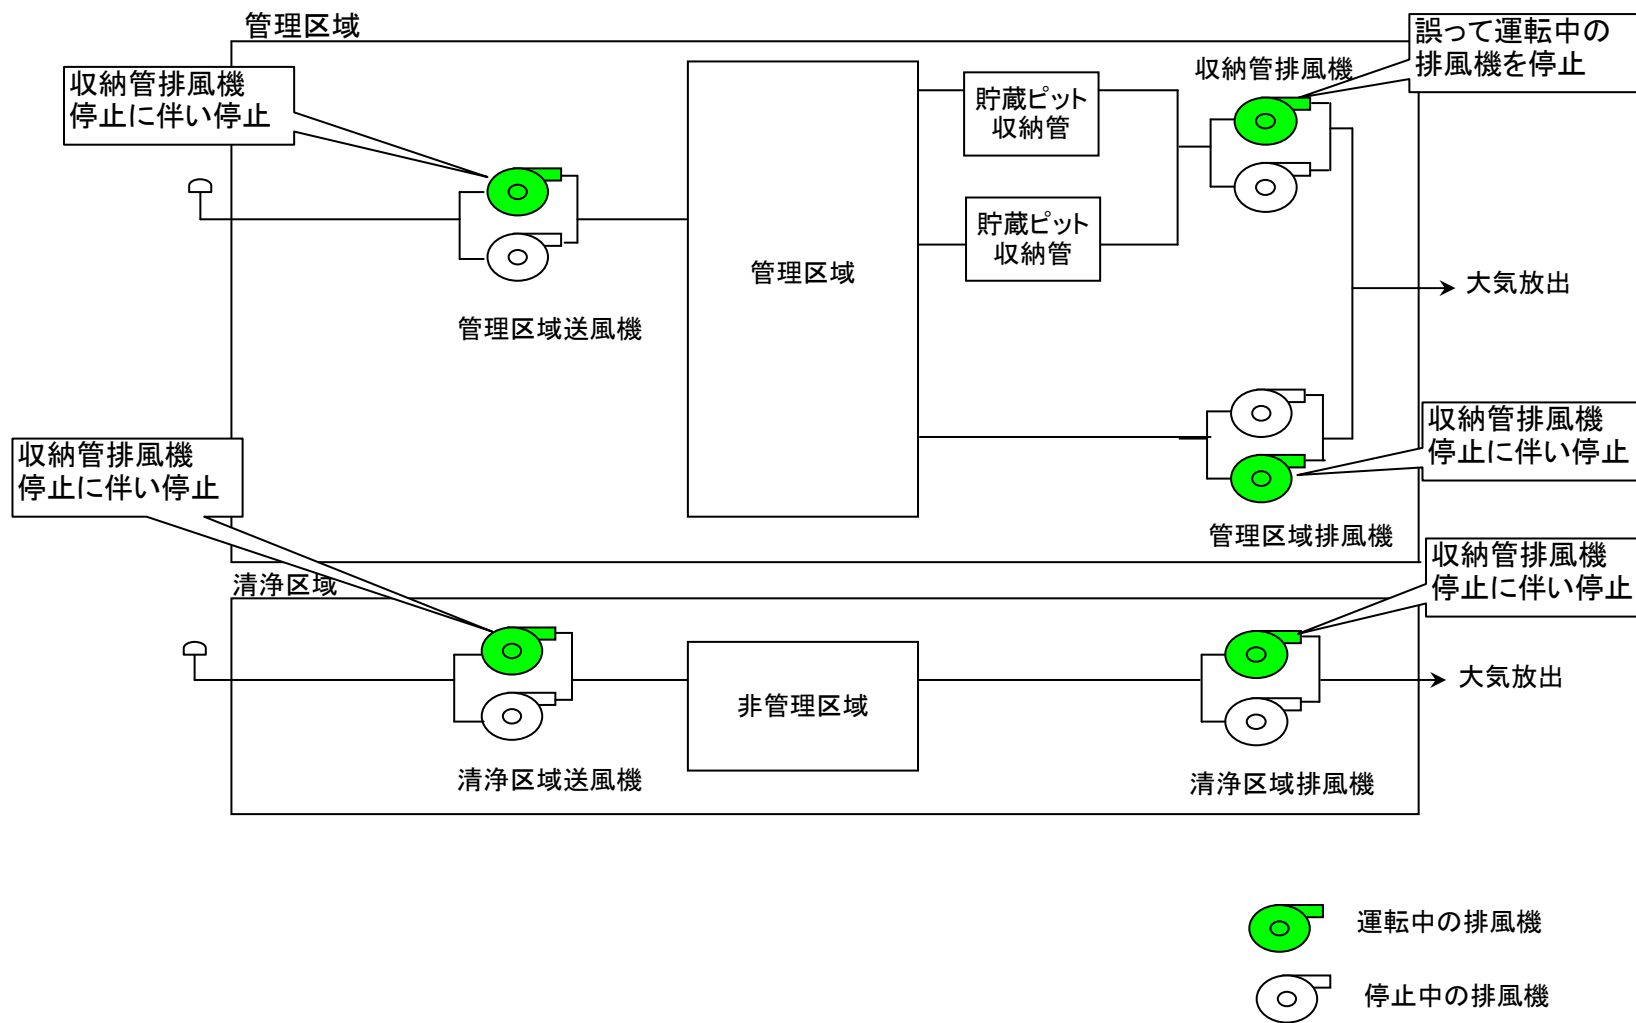 管理区域
誤って運転中の
排風機を停止
収納管排風機
停止に伴い停止
収納管排風機
貯蔵ピット
収納管
貯蔵ピット
収納管
管理区域
大気放出
管理区域送風機
収納管排風機
停止に伴い停止
収納管排風機
停止に伴い停止
管理区域排風機
収納管排風機
停止に伴い停止
清浄区域
非管理区域
大気放出
清浄区域送風機
清浄区域排風機
運転中の排風機
停止中の排風機